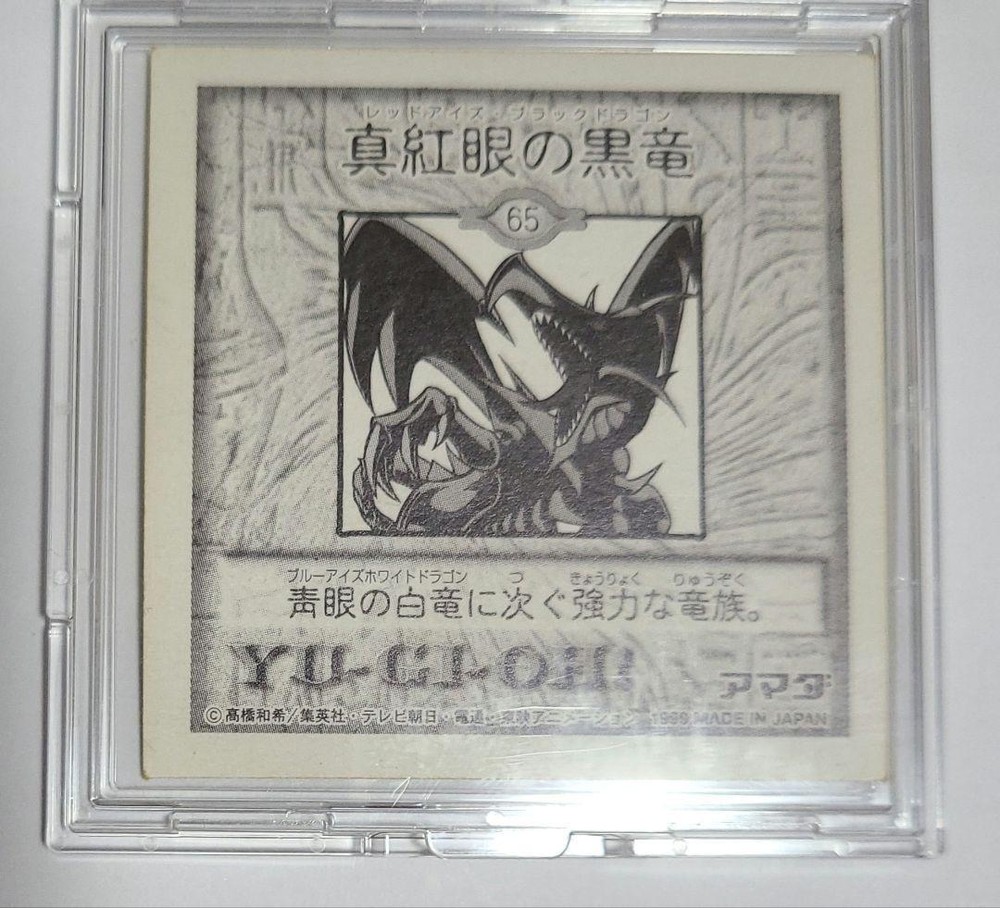 レッドアイズ・ブラックドラゴン
真紅眼の黒竜
65
ブルーアイズホワイトドラゴン つ きょうりょく りゅうぞく
青眼の白竜に次ぐ強力な竜族。
YU-GI-OH!
アマダ
©高橋和希/集英社・テレビ朝日・電通・東映アニメーション 1999 MADE IN JAPAN